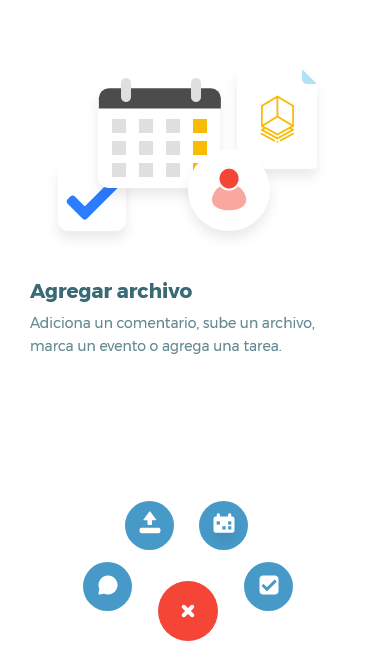 Agregar archivo
Adiciona un comentario, sube un archivo,
marca un evento o agrega una tarea.